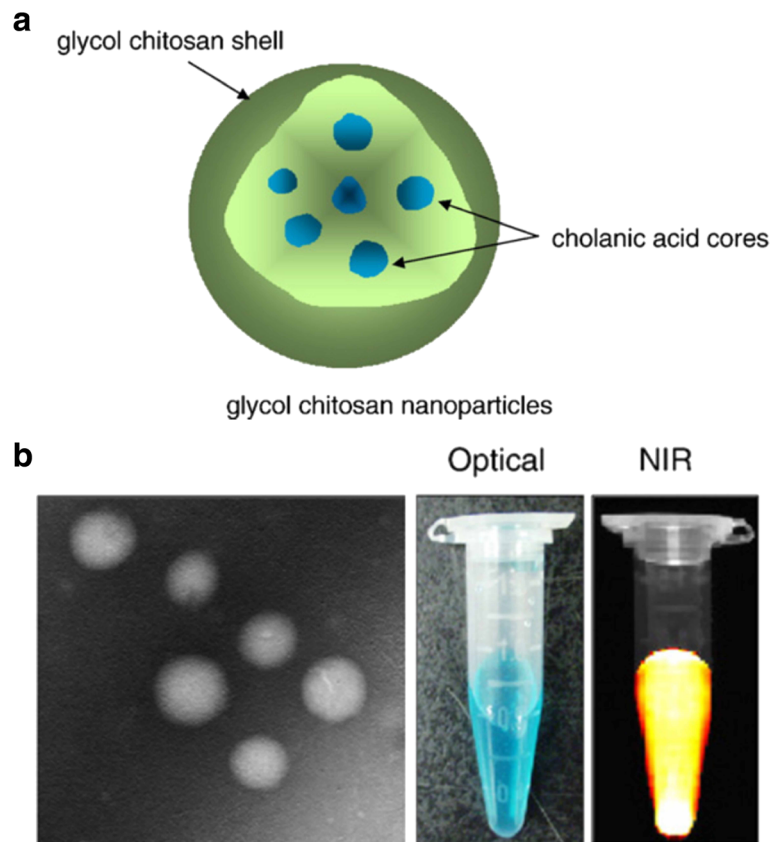 a
glycol chitosan shell
cholanic acid cores
glycol chitosan nanoparticles
b
Optical
NIR